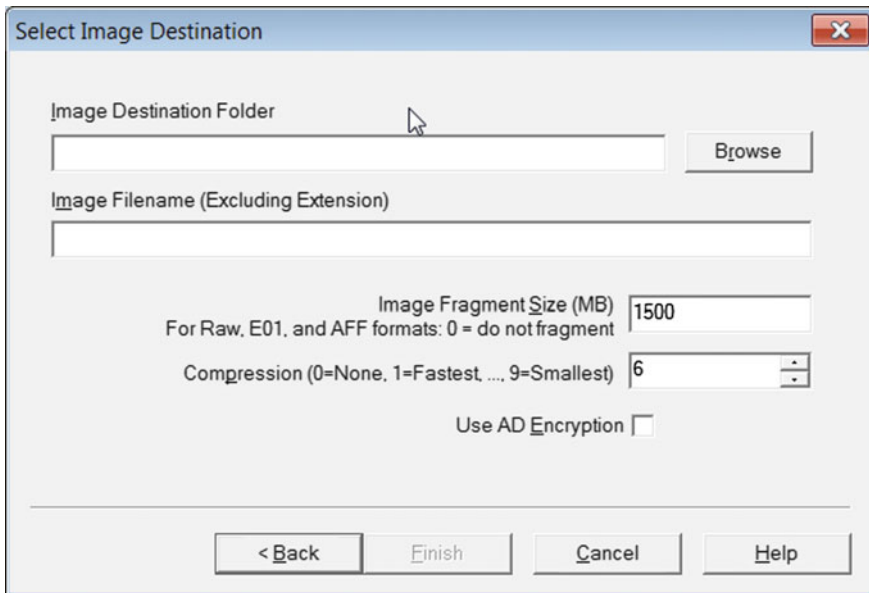 Select Image Destination
Image Destination Folder
Browse
Image Filename (Excluding Extension)
Image Fragment Size (MB)
1500
For Raw, E01, and AFF formats: 0 = do not fragment
Compression (0=None, 1=Fastest, ..., 9=Smallest)
6
Use AD Encryption
< Back
Finish
Cancel
Help